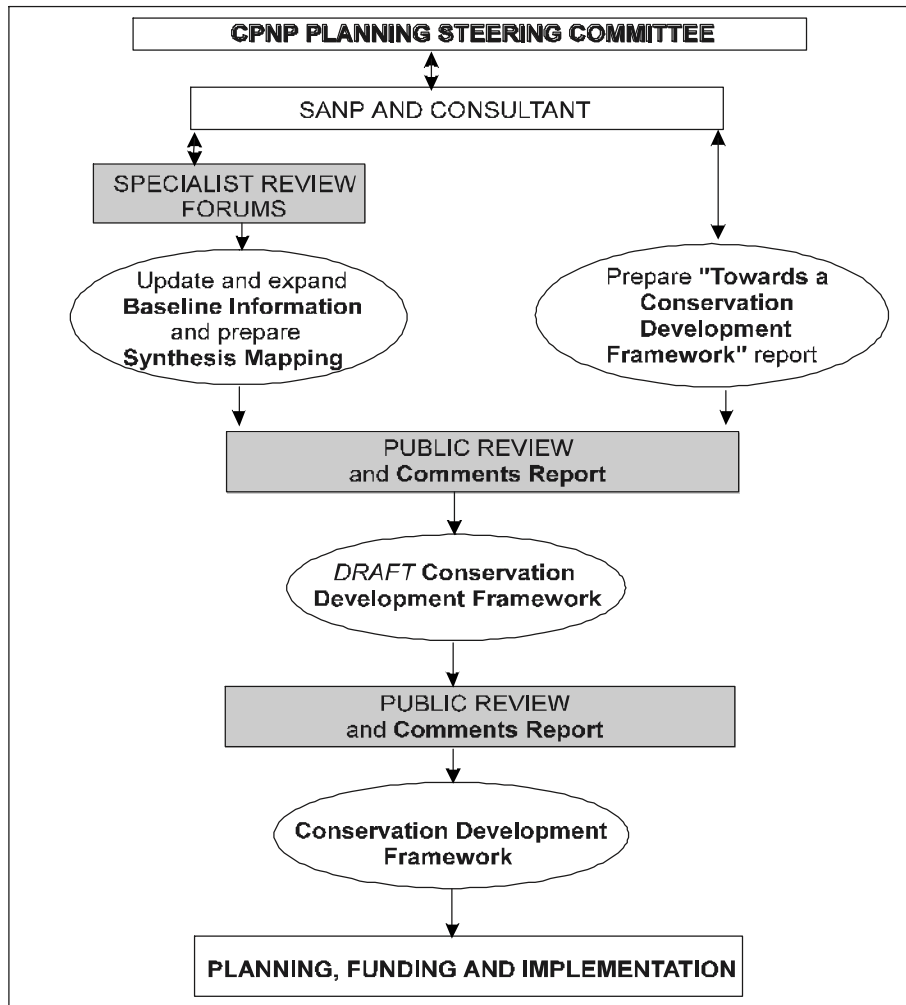 CPNP PLANNING STEERING COMMITTEE
SANP AND CONSULTANT
SPECIALIST REVIEW
FORUMS
Update and expand
Baseline Information
and prepare
Synthesis Mapping
Prepare "Towards a
Conservation
Development
Framework" report
PUBLIC REVIEW
and Comments Report
DRAFT Conservation
Development Framework
PUBLIC REVIEW
and Comments Report
Conservation Development
Framework
PLANNING, FUNDING AND IMPLEMENTATION